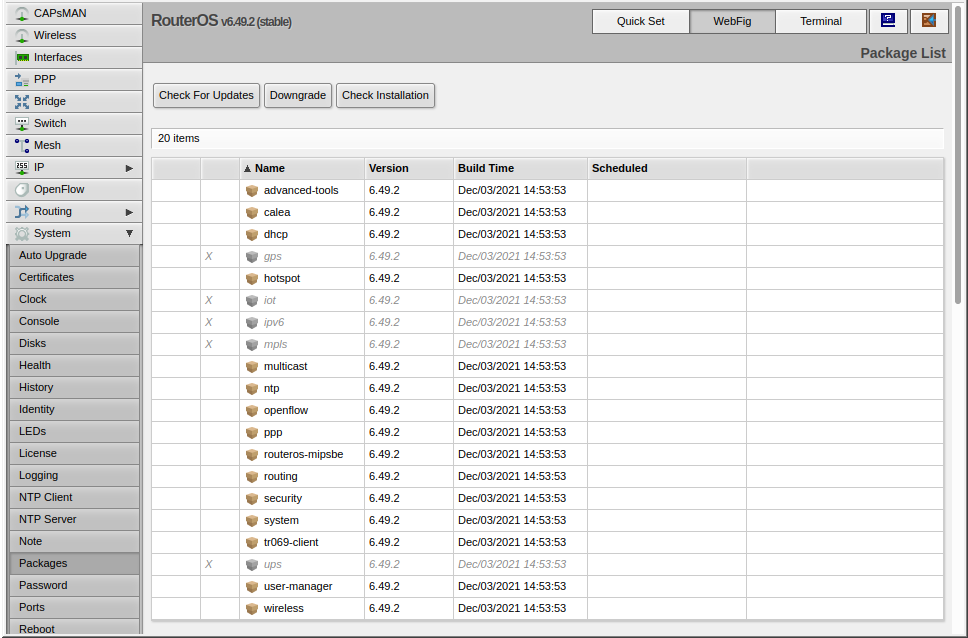 CAPsMAN
Wireless
Interfaces
PPP
Bridge
Switch
Mesh
IP
OpenFlow
Routing
System
Auto Upgrade
Certificates
Clock
Console
Disks
Health
History
Identity
LEDs
License
Logging
NTP Client
NTP Server
Note
Packages
Password
Ports
Reboot
RouterOS v6.49.2 (stable)
Quick Set WebFig Terminal
Package List
Check For Updates Downgrade Check Installation
20 items
▲ Name Version Build Time Scheduled
advanced-tools 6.49.2 Dec/03/2021 14:53:53
calea 6.49.2 Dec/03/2021 14:53:53
dhcp 6.49.2 Dec/03/2021 14:53:53
X gps 6.49.2 Dec/03/2021 14:53:53
hotspot 6.49.2 Dec/03/2021 14:53:53
X iot 6.49.2 Dec/03/2021 14:53:53
X ipv6 6.49.2 Dec/03/2021 14:53:53
X mpls 6.49.2 Dec/03/2021 14:53:53
multicast 6.49.2 Dec/03/2021 14:53:53
ntp 6.49.2 Dec/03/2021 14:53:53
openflow 6.49.2 Dec/03/2021 14:53:53
ppp 6.49.2 Dec/03/2021 14:53:53
routeros-mipsbe 6.49.2 Dec/03/2021 14:53:53
routing 6.49.2 Dec/03/2021 14:53:53
security 6.49.2 Dec/03/2021 14:53:53
system 6.49.2 Dec/03/2021 14:53:53
tr069-client 6.49.2 Dec/03/2021 14:53:53
X ups 6.49.2 Dec/03/2021 14:53:53
user-manager 6.49.2 Dec/03/2021 14:53:53
wireless 6.49.2 Dec/03/2021 14:53:53